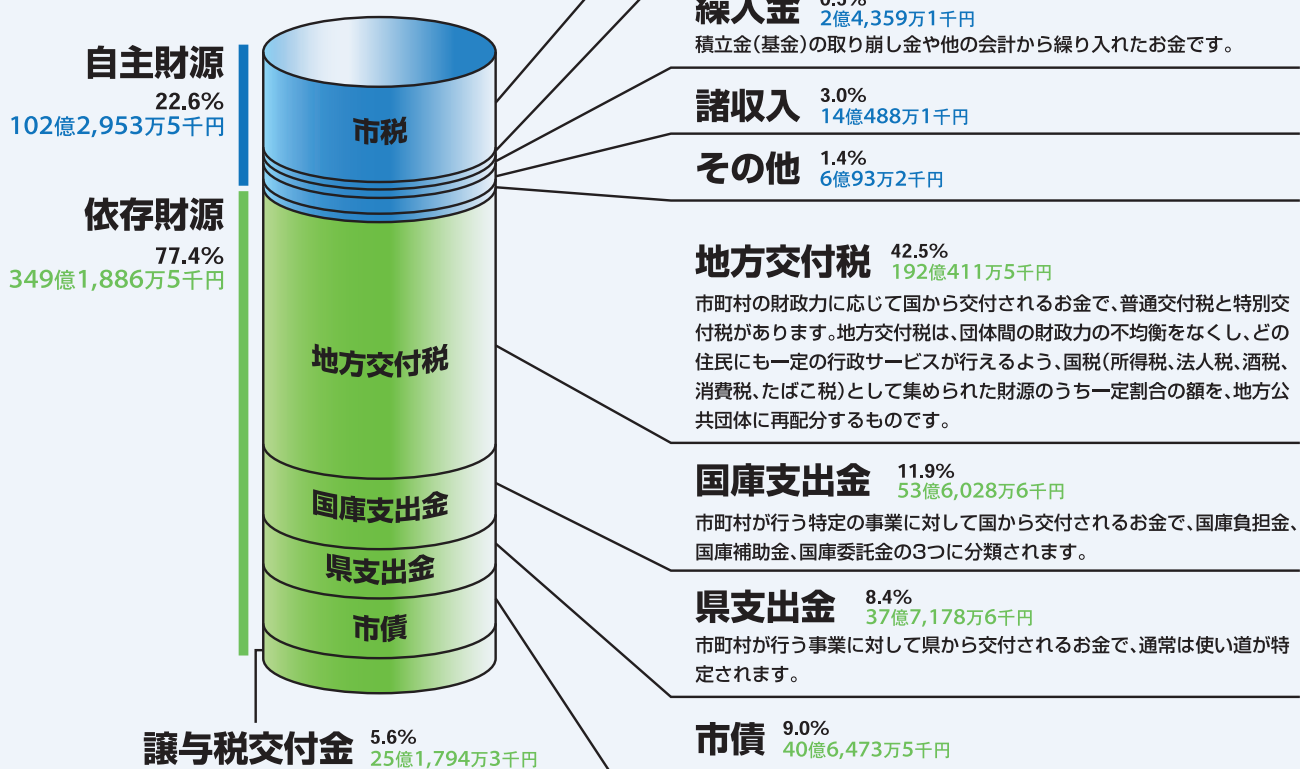 自主財源
22.6%
102億2,953万5千円
依存財源
77.4%
349億1,886万5千円
市税
地方交付税
国庫支出金
県支出金
市債
譲与税交付金 5.6%
25億1,794万3千円
繰入金
2億4,359万1千円
積立金(基金)の取り崩し金や他の会計から繰り入れたお金です。
諸収入 3.0%
14億488万1千円
その他 1.4%
6億93万2千円
地方交付税 42.5%
192億411万5千円
市町村の財政力に応じて国から交付されるお金で、普通交付税と特別交
付税があります。地方交付税は、団体間の財政力の不均衡をなくし、どの
住民にも一定の行政サービスが行えるよう、国税(所得税、法人税、酒税、
消費税、たばこ税)として集められた財源のうち一定割合の額を、地方公
共団体に再配分するものです。
国庫支出金 11.9%
53億6,028万6千円
市町村が行う特定の事業に対して国から交付されるお金で、国庫負担金、
国庫補助金、国庫委託金の3つに分類されます。
県支出金 8.4%
37億7,178万6千円
市町村が行う事業に対して県から交付されるお金で、通常は使い道が特
定されます。
市債 9.0%
40億6,473万5千円